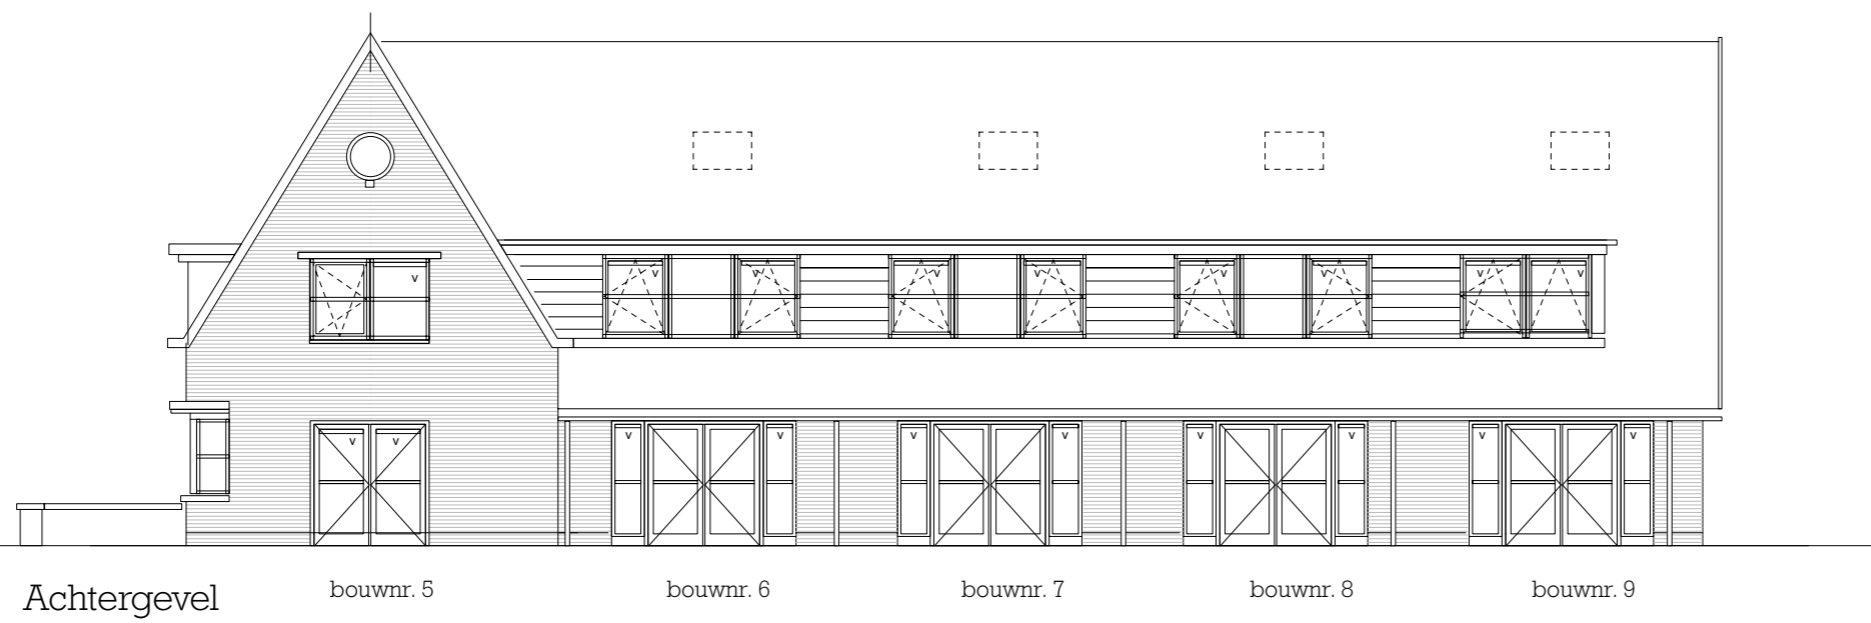 v
v v v v v v v v
v v v v v v v v v v
Achtergevel bouwnr. 5 bouwnr. 6 bouwnr. 7 bouwnr. 8 bouwnr. 9